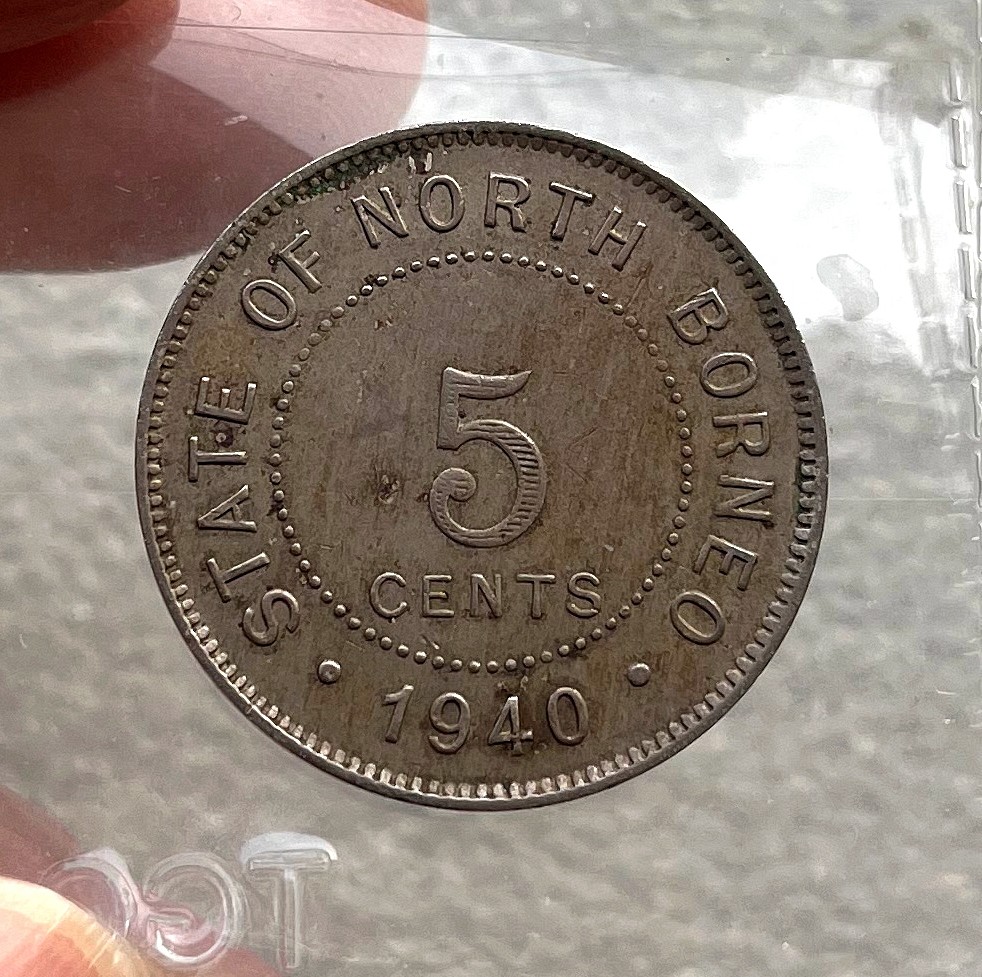 STATE OF NORTH BORNEO
5
CENTS
• 1940 •